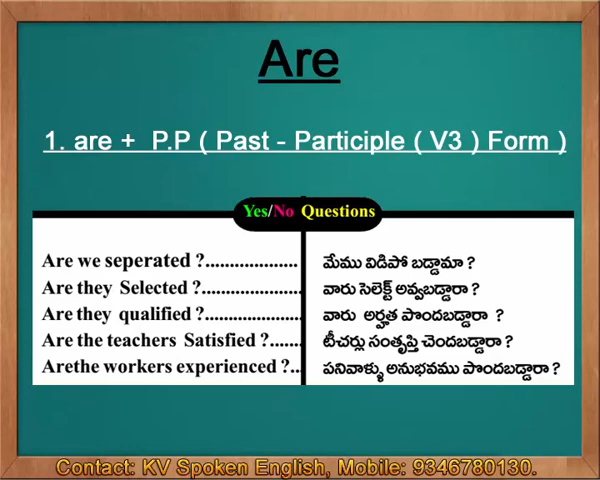 Are
1. are + P.P ( Past - Participle ( V3 ) Form )
Yes/No Questions
Are we seperated ?.................... మేము విడిపో బడ్డామా ?
Are they Selected ?.................... వారు సెలెక్ట్ అవ్వబడ్డారా ?
Are they qualified ?.................... వారు అర్హత పొందబడ్డారా ?
Are the teachers Satisfied ?....... టీచర్లు సంతృప్తి చెందబడ్డారా ?
Arethe workers experienced ?... పనివాళ్ళు అనుభవము పొందబడ్డారా ?
Contact: KV Spoken English, Mobile: 9346780130.